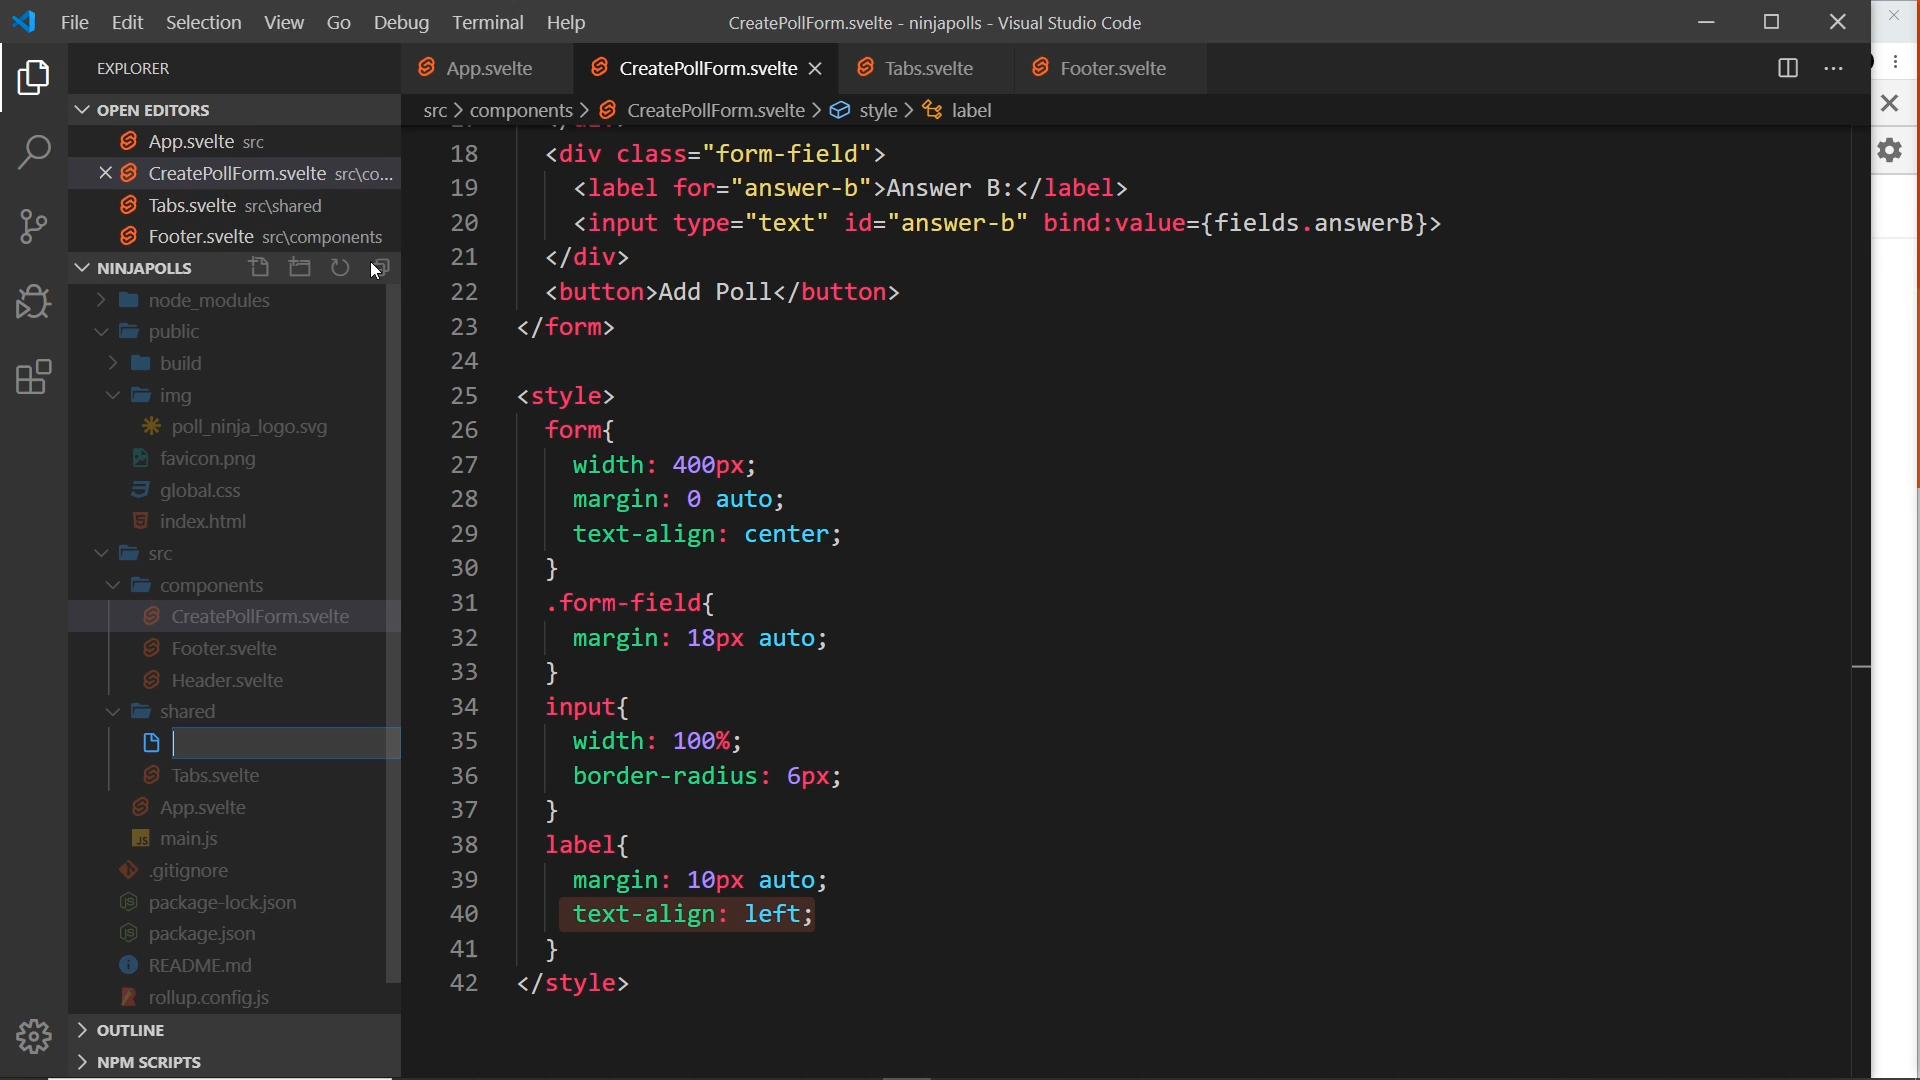 File Edit Selection View Go Debug Terminal Help
CreatePollForm.svelte - ninjapolls - Visual Studio Code
EXPLORER
OPEN EDITORS
App.svelte src
CreatePollForm.svelte src\co...
Tabs.svelte src\shared
Footer.svelte src\components
NINJAPOLLS
node_modules
public
build
img
poll_ninja_logo.svg
favicon.png
global.css
index.html
src
components
CreatePollForm.svelte
Footer.svelte
Header.svelte
shared
Tabs.svelte
App.svelte
JS main.js
.gitignore
package-lock.json
package.json
README.md
rollup.config.js
OUTLINE
NPM SCRIPTS
App.svelte CreatePollForm.svelte Tabs.svelte Footer.svelte
src > components > CreatePollForm.svelte > style > label
18 <div class="form-field">
19 <label for="answer-b">Answer B:</label>
20 <input type="text" id="answer-b" bind:value={fields.answerB}>
21 </div>
22 <button>Add Poll</button>
23 </form>
24
25 <style>
26 form{
27 width: 400px;
28 margin: 0 auto;
29 text-align: center;
30 }
31 .form-field{
32 margin: 18px auto;
33 }
34 input{
35 width: 100%;
36 border-radius: 6px;
37 }
38 label{
39 margin: 10px auto;
40 text-align: left;
41 }
42 </style>